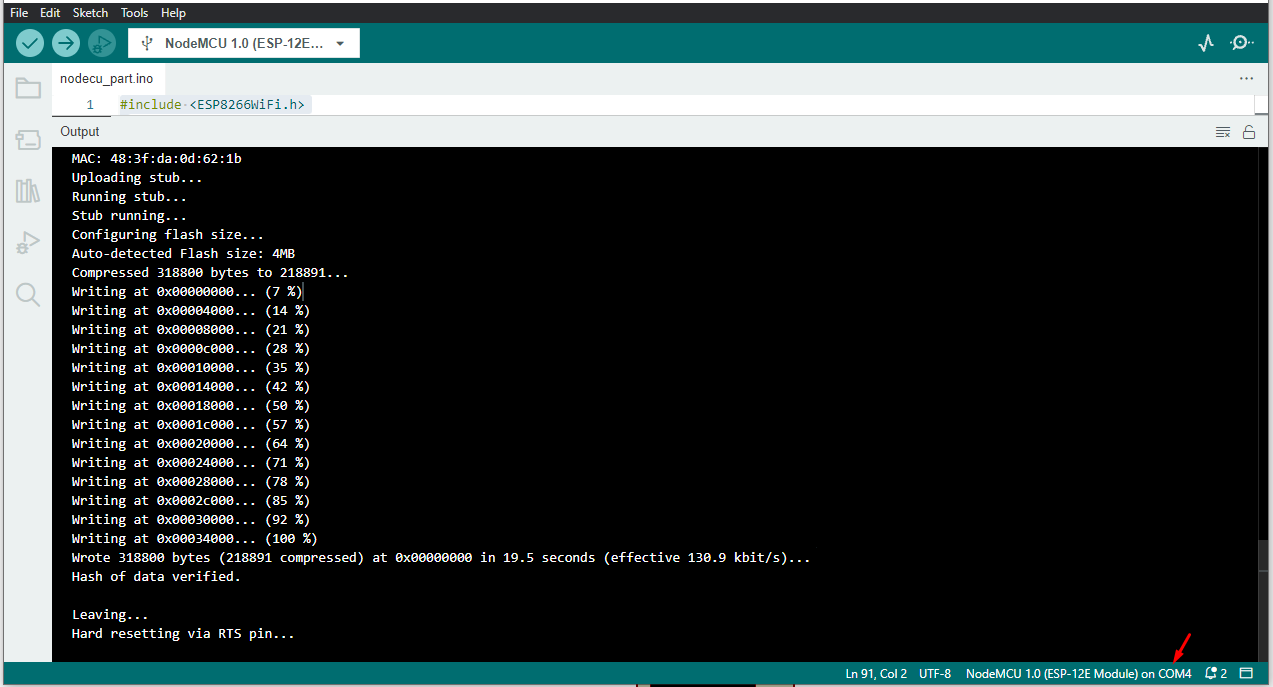 File Edit Sketch Tools Help
NodeMCU 1.0 (ESP-12E...
nodecu_part.ino
1 #include <ESP8266WiFi.h>
Output
MAC: 48:3f:da:0d:62:1b
Uploading stub...
Running stub...
Stub running...
Configuring flash size...
Auto-detected Flash size: 4MB
Compressed 318800 bytes to 218891...
Writing at 0x00000000... (7 %)
Writing at 0x00004000... (14 %)
Writing at 0x00008000... (21 %)
Writing at 0x0000c000... (28 %)
Writing at 0x00010000... (35 %)
Writing at 0x00014000... (42 %)
Writing at 0x00018000... (50 %)
Writing at 0x0001c000... (57 %)
Writing at 0x00020000... (64 %)
Writing at 0x00024000... (71 %)
Writing at 0x00028000... (78 %)
Writing at 0x0002c000... (85 %)
Writing at 0x00030000... (92 %)
Writing at 0x00034000... (100 %)
Wrote 318800 bytes (218891 compressed) at 0x00000000 in 19.5 seconds (effective 130.9 kbit/s)...
Hash of data verified.
Leaving...
Hard resetting via RTS pin...
Ln 91, Col 2 UTF-8 NodeMCU 1.0 (ESP-12E Module) on COM4 2